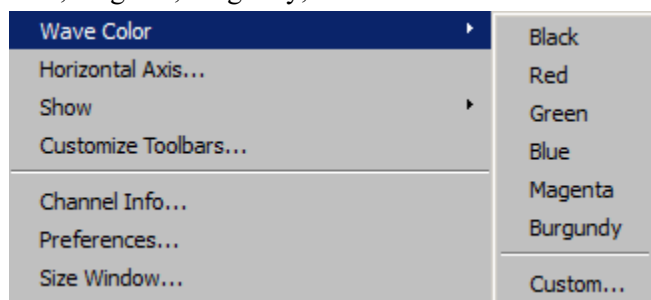 Wave Color
Horizontal Axis...
Show
Customize Toolbars...
Channel Info...
Preferences...
Size Window...
Black
Red
Green
Blue
Magenta
Burgundy
Custom...